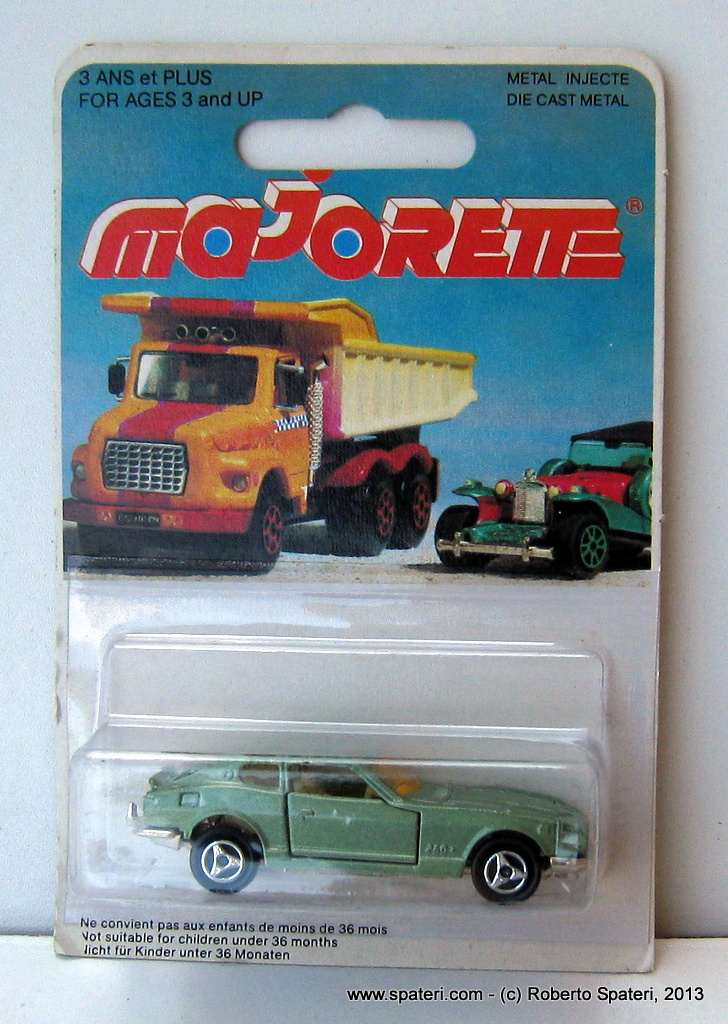 3 ANS et PLUS
FOR AGES 3 and UP
METAL INJECTE
DIE CAST METAL
MAJORETTE ®
Ne convient pas aux enfants de moins de 36 mois
Not suitable for children under 36 months
licht für Kinder unter 36 Monaten
www.spateri.com - (c) Roberto Spateri, 2013